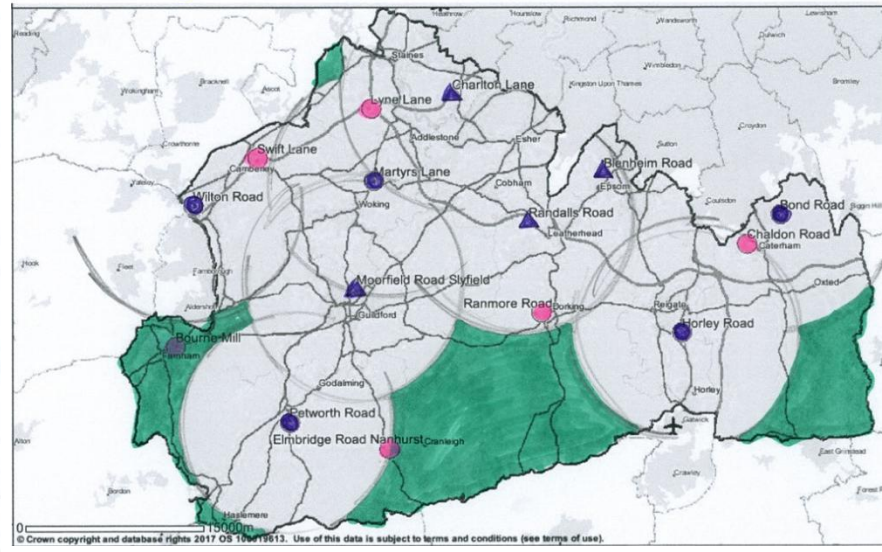 Reading
Heathrow
Hounslow
Richmond
Wandsworth
Lewisham
Dulwich
Staines
Wimbledon
Wokingham
Bracknell
Ascot
Charlton Lane
Kingston Upon Thames
Bromley
Lyne Lane
Addlestone
Esher
Sutton
Croydon
Crowthorne
Swift Lane
Camberley
Martyrs Lane
Blenheim Road
Epsom
Yateley
Cobham
Wilton Road
Woking
Coulsdon
Bond Road
Biggin Hill
Randalls Road
Leatherhead
Chaldon Road
Caterham
Hook
Fleet
Farnborough
Oxted
Moorfield Road Slyfield
Aldershot
Ranmore Road
Dorking
Reigate
Guildford
Horley Road
Bourne Mill
Farnham
Godalming
Horley
Petworth Road
Gatwick
Alton
Elmbridge Road Nanhurst
Cranleigh
East Grinstead
Crawley
Bordon
Haslemere
0 15000m
© Crown copyright and database rights 2017 OS 100019613. Use of this data is subject to terms and conditions (see terms of use).